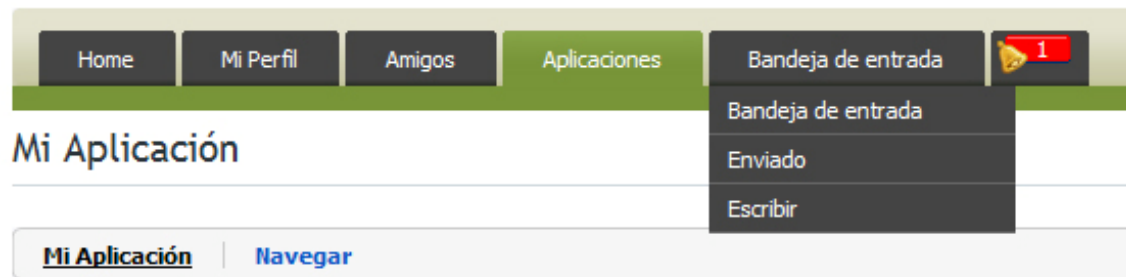 Home Mi Perfil Amigos Aplicaciones Bandeja de entrada 1
Bandeja de entrada
Mi Aplicación
Enviado
Escribir
Mi Aplicación Navegar